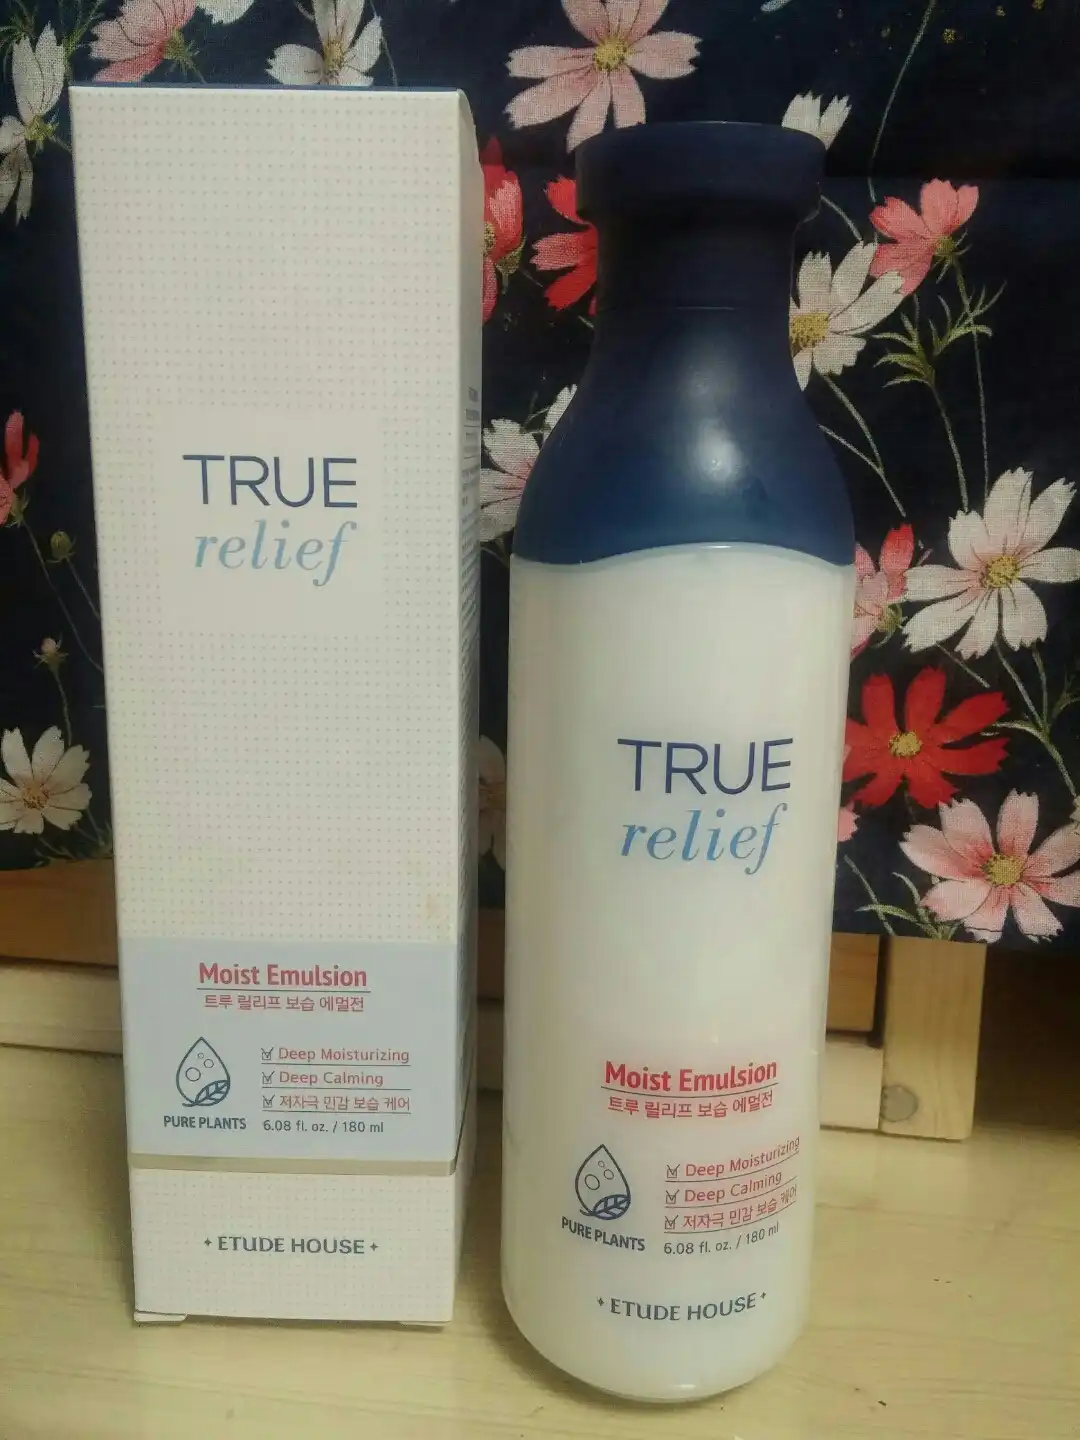 TRUE
relief
Moist Emulsion
트루 릴리프 보습 에멀전
Deep Moisturizing
Deep Calming
저자극 민감 보습 케어
PURE PLANTS
6.08 fl. oz. / 180 ml
ETUDE HOUSE
TRUE
relief
Moist Emulsion
트루 릴리프 보습 에멀전
Deep Moisturizing
Deep Calming
저자극 민감 보습 케어
PURE PLANTS
6.08 fl. oz. / 180 ml
ETUDE HOUSE